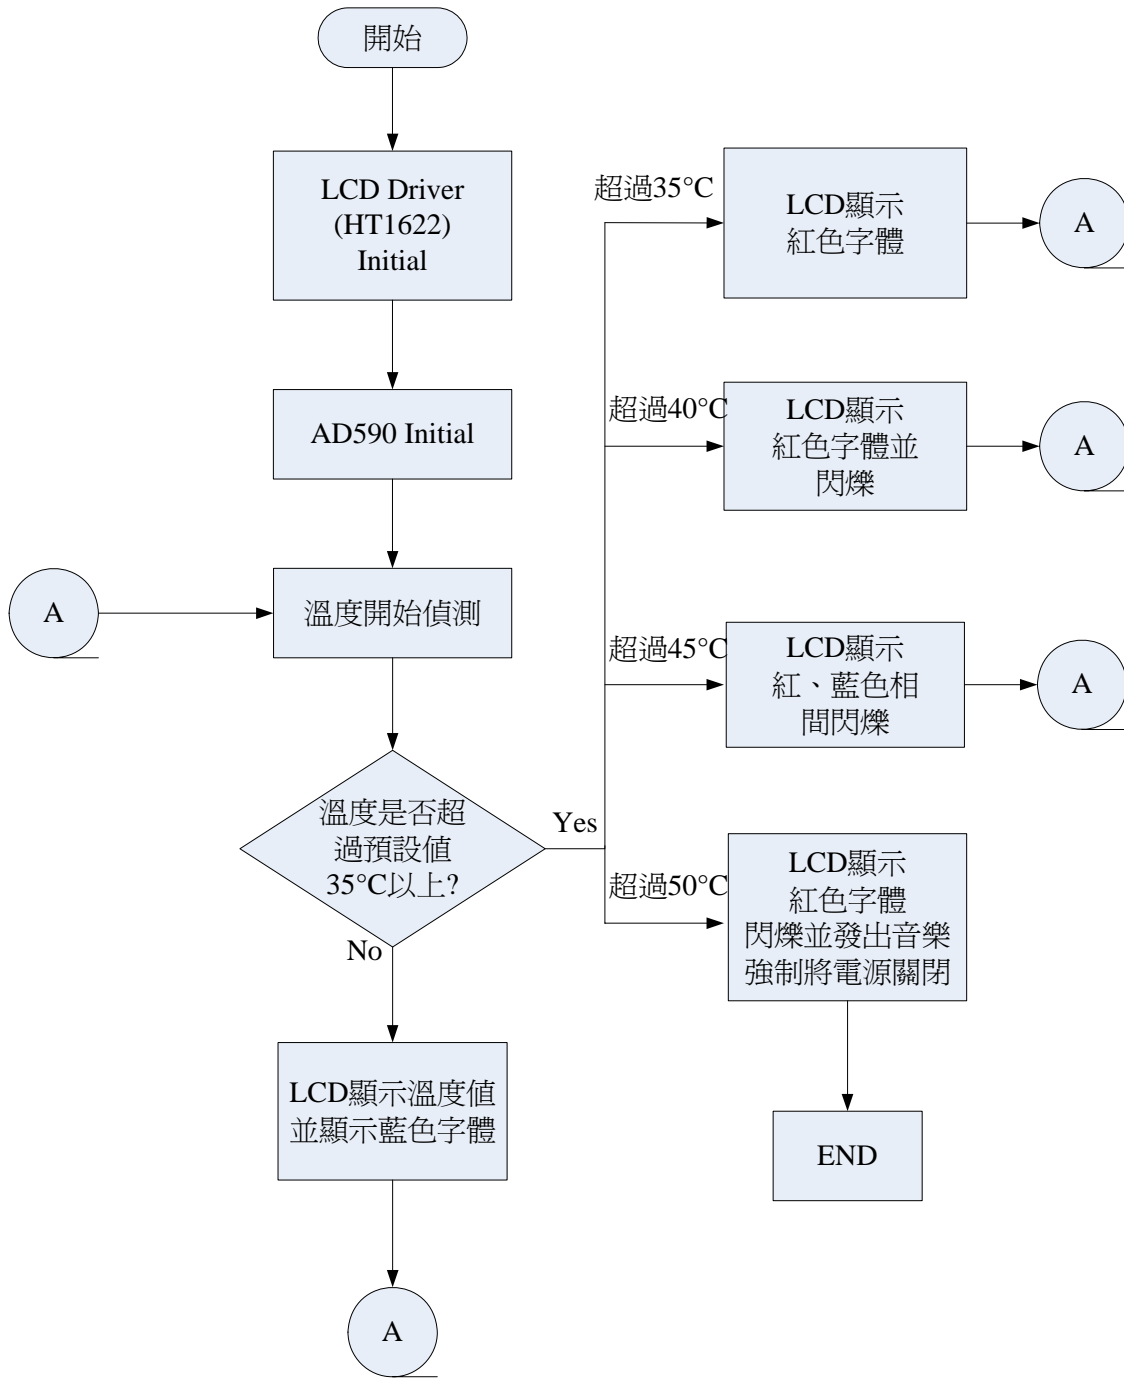 開始
LCD Driver
(HT1622)
Initial
AD590 Initial
A
溫度開始偵測
溫度是否超
過預設值
35°C以上?
No
Yes
LCD顯示溫度值
並顯示藍色字體
A
超過35°C
LCD顯示
紅色字體
A
超過40°C
LCD顯示
紅色字體並
閃爍
A
超過45°C
LCD顯示
紅、藍色相
間閃爍
A
超過50°C
LCD顯示
紅色字體
閃爍並發出音樂
強制將電源關閉
END